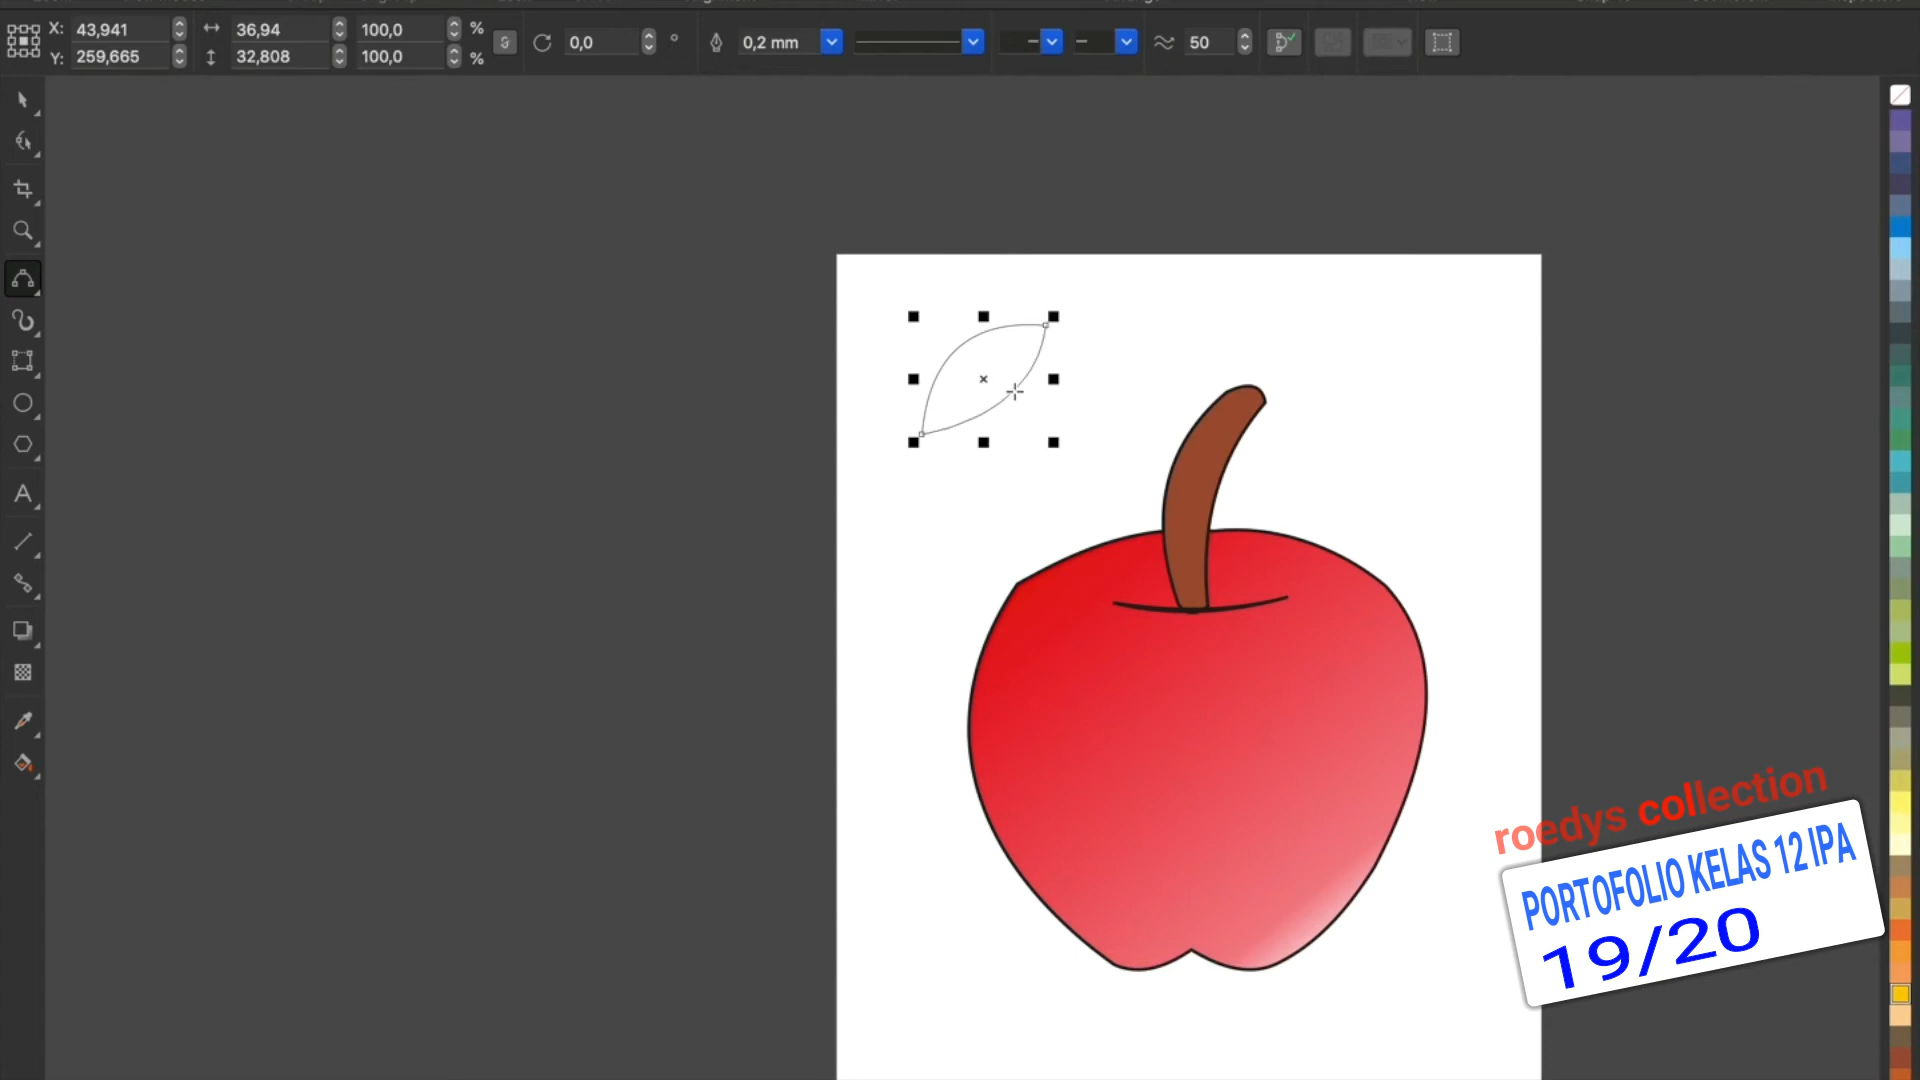 X: 43,941 36,94 100,0 % 0,0 ° 0,2 mm 50
Y: 259,665 32,808 100,0 %
roedys collection
PORTOFOLIO KELAS 12 IPA
19/20